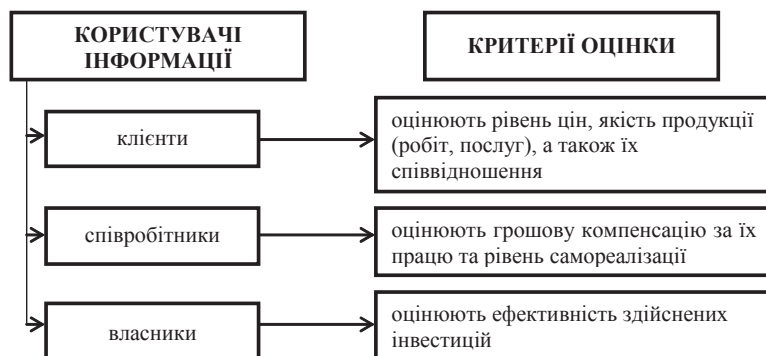 КОРИСТУВАЧІ
ІНФОРМАЦІЇ
КРИТЕРІЇ ОЦІНКИ
клієнти
оцінюють рівень цін, якість продукції
(робіт, послуг), а також їх
співвідношення
співробітники
оцінюють грошову компенсацію за їх
працю та рівень самореалізації
власники
оцінюють ефективність здійснених
інвестицій